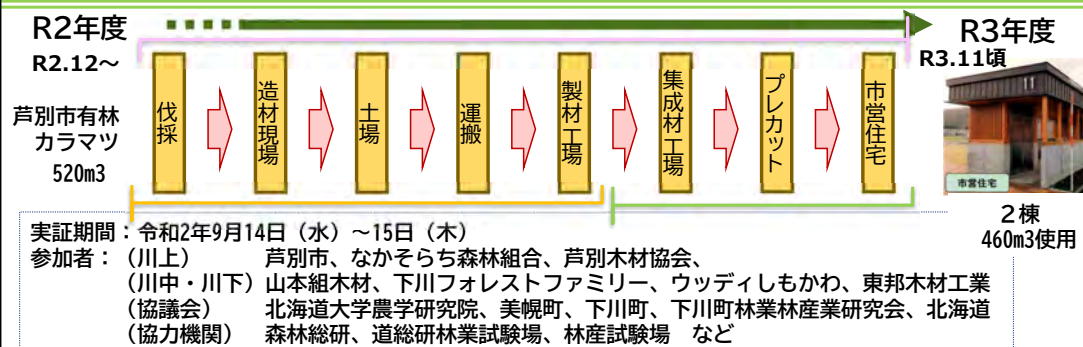 R2年度
R3年度
R2.12～
R3.11頃
芦別市有林
カラマツ
520m3
伐採
造材現場
土場
運搬
製材工場
集成材工場
プレカット
市営住宅
市営住宅
2棟
460m3使用
実証期間：令和2年9月14日（水）～15日（木）
参加者：（川上） 芦別市、なかそらち森林組合、芦別木材協会、
（川中・川下）山本組木材、下川フォレストファミリー、ウッディしもかわ、東邦木材工業
（協議会） 北海道大学農学研究院、美幌町、下川町、下川町林業林産業研究会、北海道
（協力機関） 森林総研、道総研林業試験場、林産試験場 など